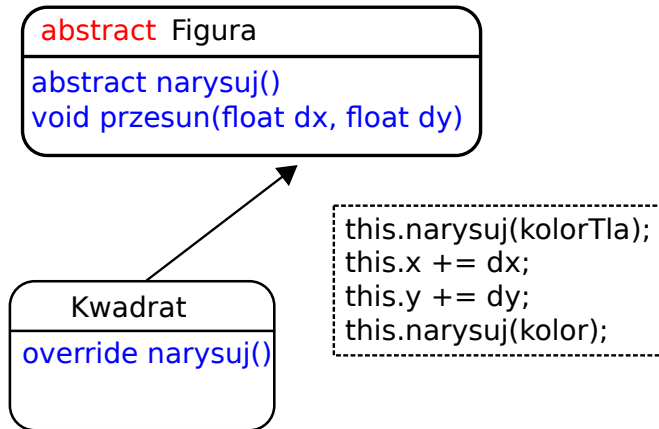 abstract Figura
abstract narysuj()
void przesun(float dx, float dy)
this.narysuj(kolorTla);
this.x += dx;
this.y += dy;
this.narysuj(kolor);
Kwadrat
override narysuj()